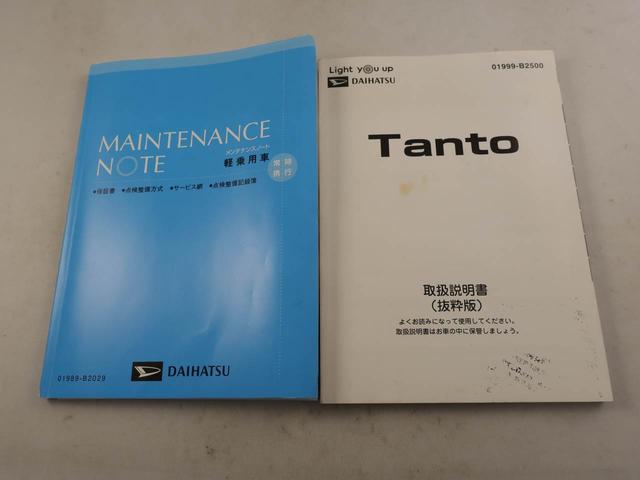 MAINTENANCE
NOTE
メンテナンスノート
軽乗用車
常時
携行
●保証書 ●点検整備方式 ●サービス網 ●点検整備記録簿
01989-B2029
DAIHATSU
Light you up
DAIHATSU
01999-B2500
Tanto
取扱説明書
（抜粋版）
よくお読みになって使用してください。
取扱説明書はお車の中に保管しましょう。